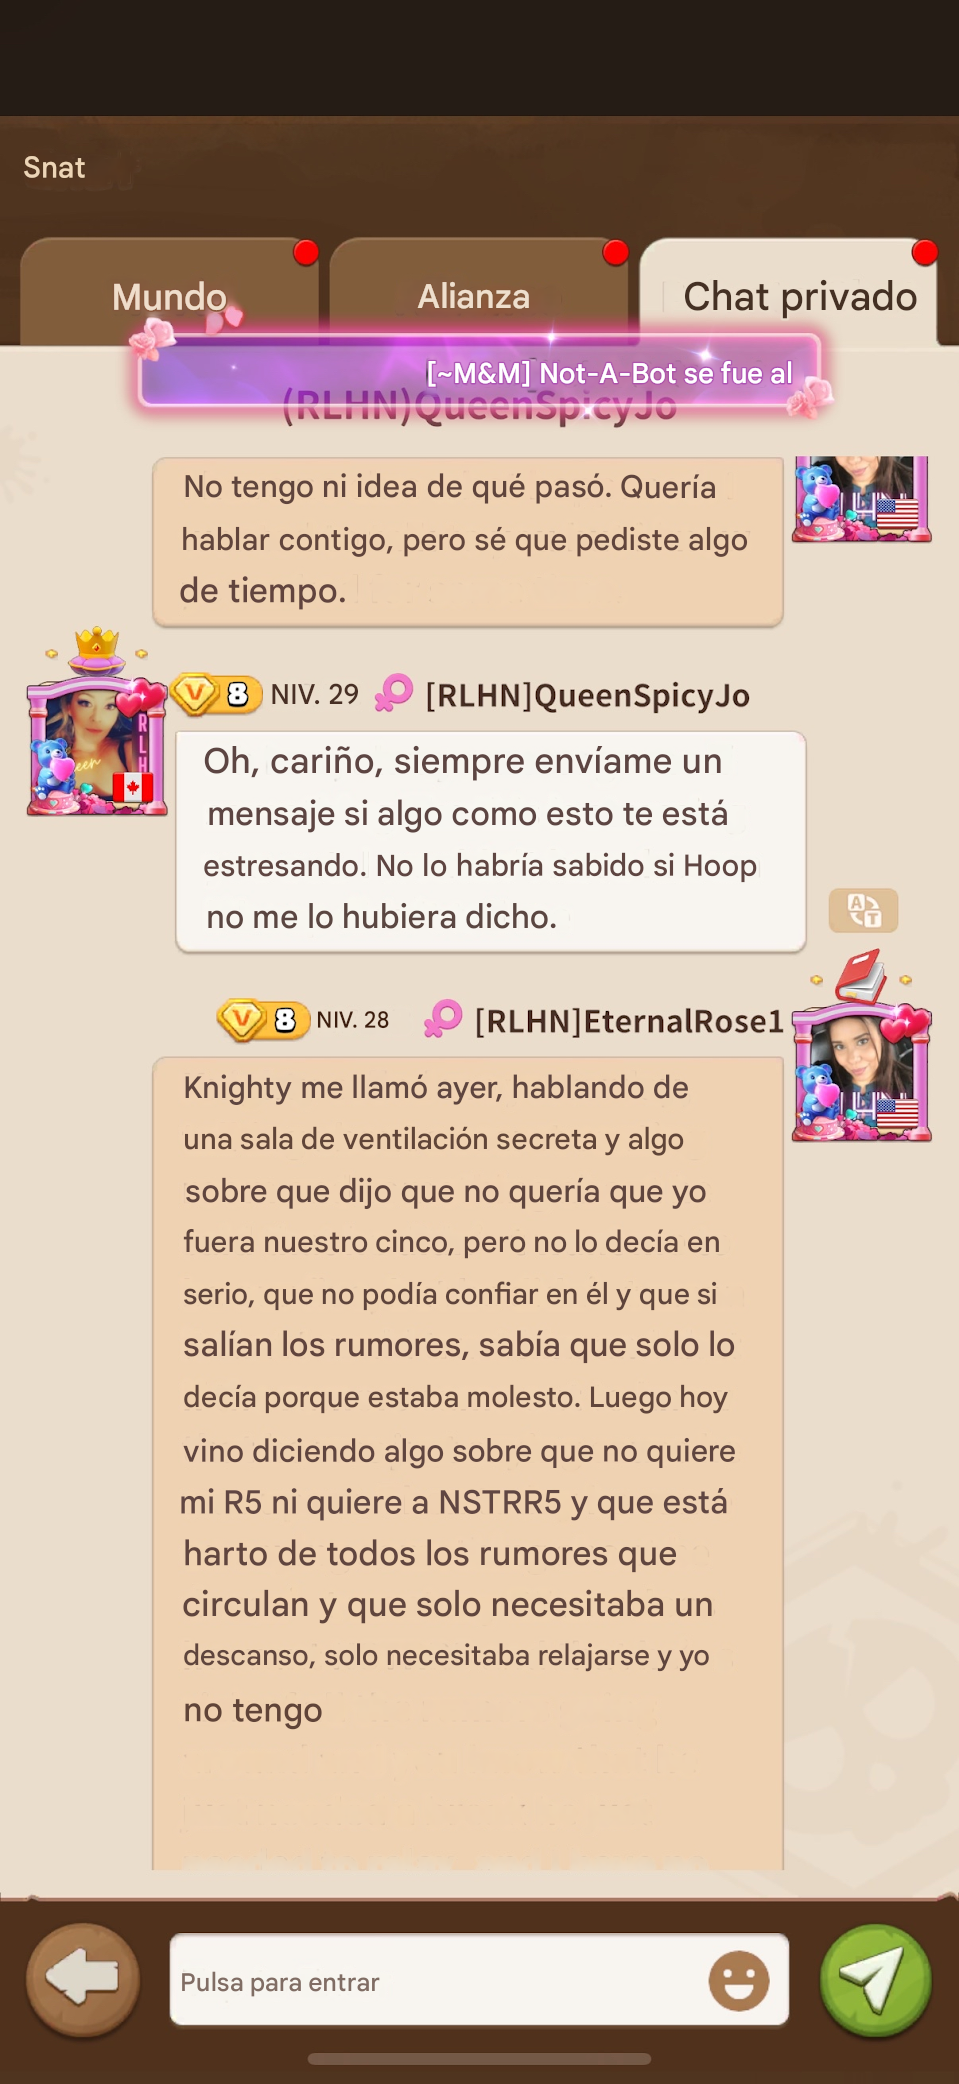 Snat
Mundo
Alianza
Chat privado
[~M&M] Not-A-Bot se fue al
(RLHN)QueenSpicyJo
No tengo ni idea de qué pasó. Quería
hablar contigo, pero sé que pediste algo
de tiempo.
V 8 NIV. 29 [RLHN]QueenSpicyJo
Oh, cariño, siempre envíame un
mensaje si algo como esto te está
estresando. No lo habría sabido si Hoop
no me lo hubiera dicho.
V 8 NIV. 28 [RLHN]EternalRose1
Knighty me llamó ayer, hablando de
una sala de ventilación secreta y algo
sobre que dijo que no quería que yo
fuera nuestro cinco, pero no lo decía en
serio, que no podía confiar en él y que si
salían los rumores, sabía que solo lo
decía porque estaba molesto. Luego hoy
vino diciendo algo sobre que no quiere
mi R5 ni quiere a NSTRR5 y que está
harto de todos los rumores que
circulan y que solo necesitaba un
descanso, solo necesitaba relajarse y yo
no tengo
Pulsa para entrar